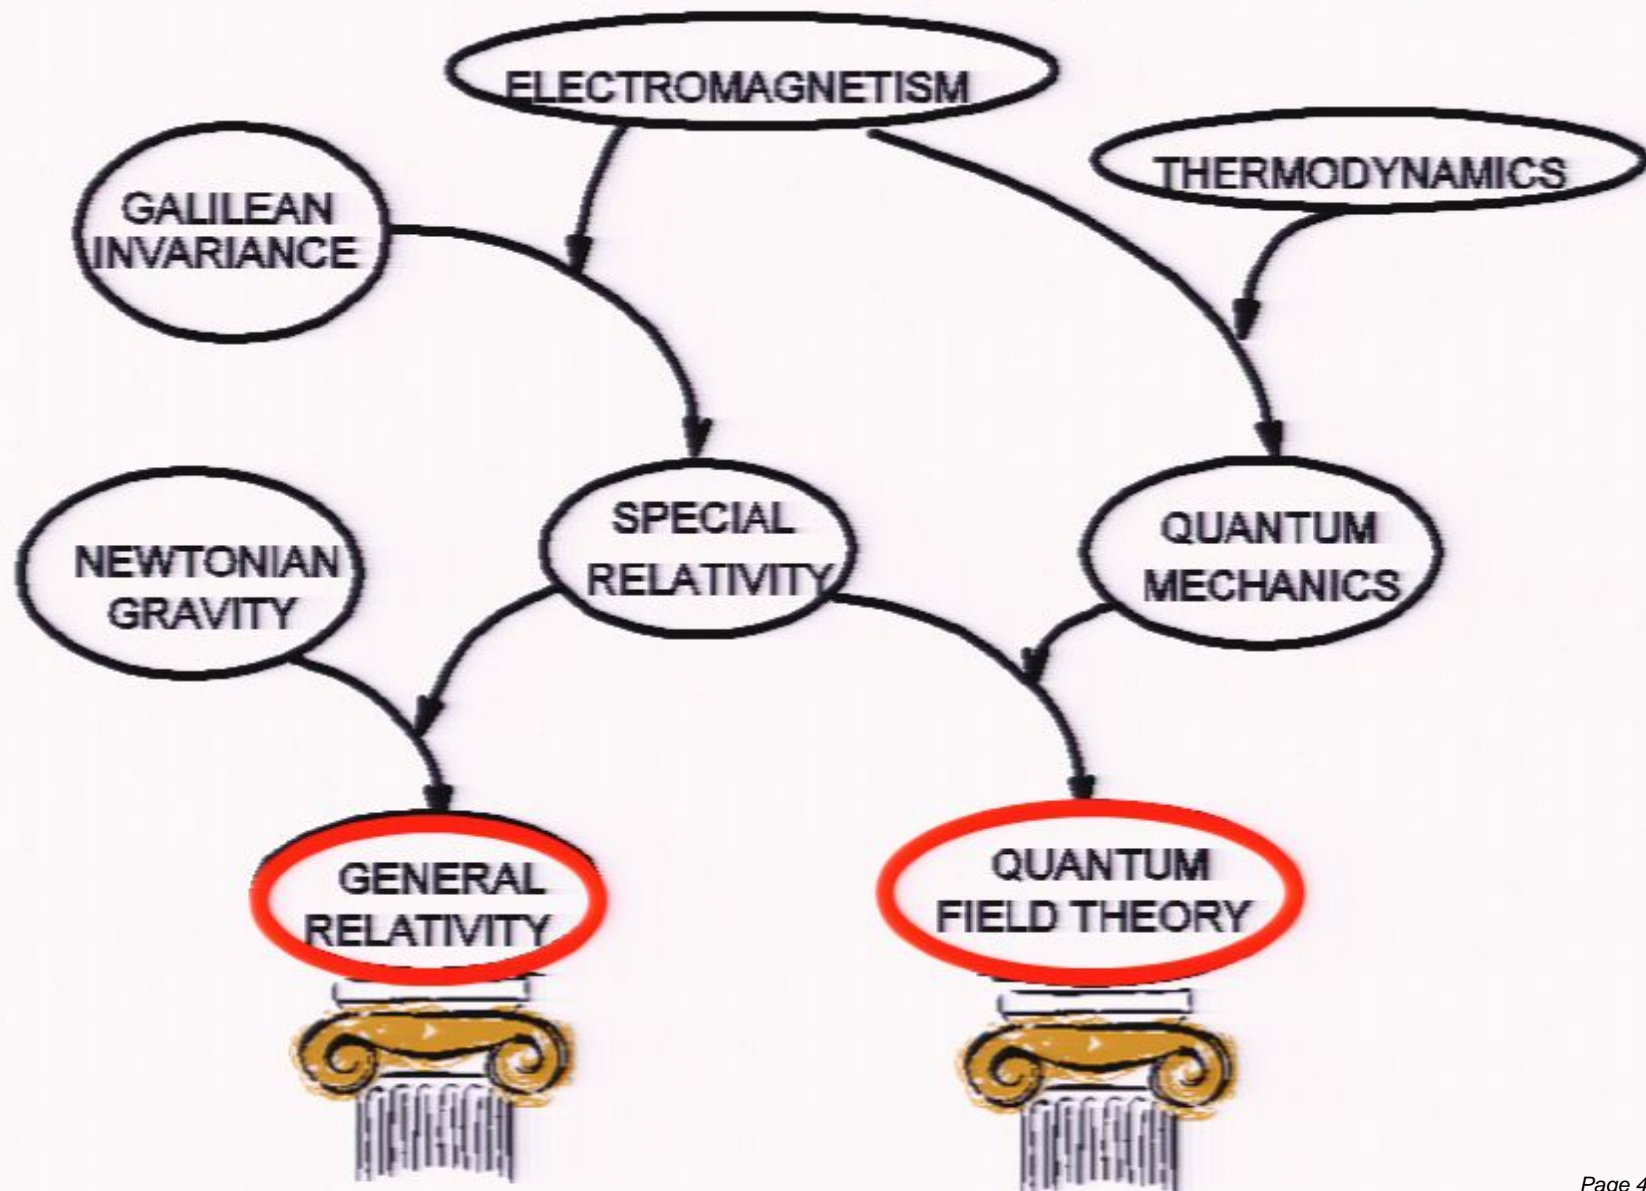 ELECTROMAGNETISM
THERMODYNAMICS
GALILEAN
INVARIANCE
NEWTONIAN
GRAVITY
SPECIAL
RELATIVITY
QUANTUM
MECHANICS
GENERAL
RELATIVITY
QUANTUM
FIELD THEORY
Page 4